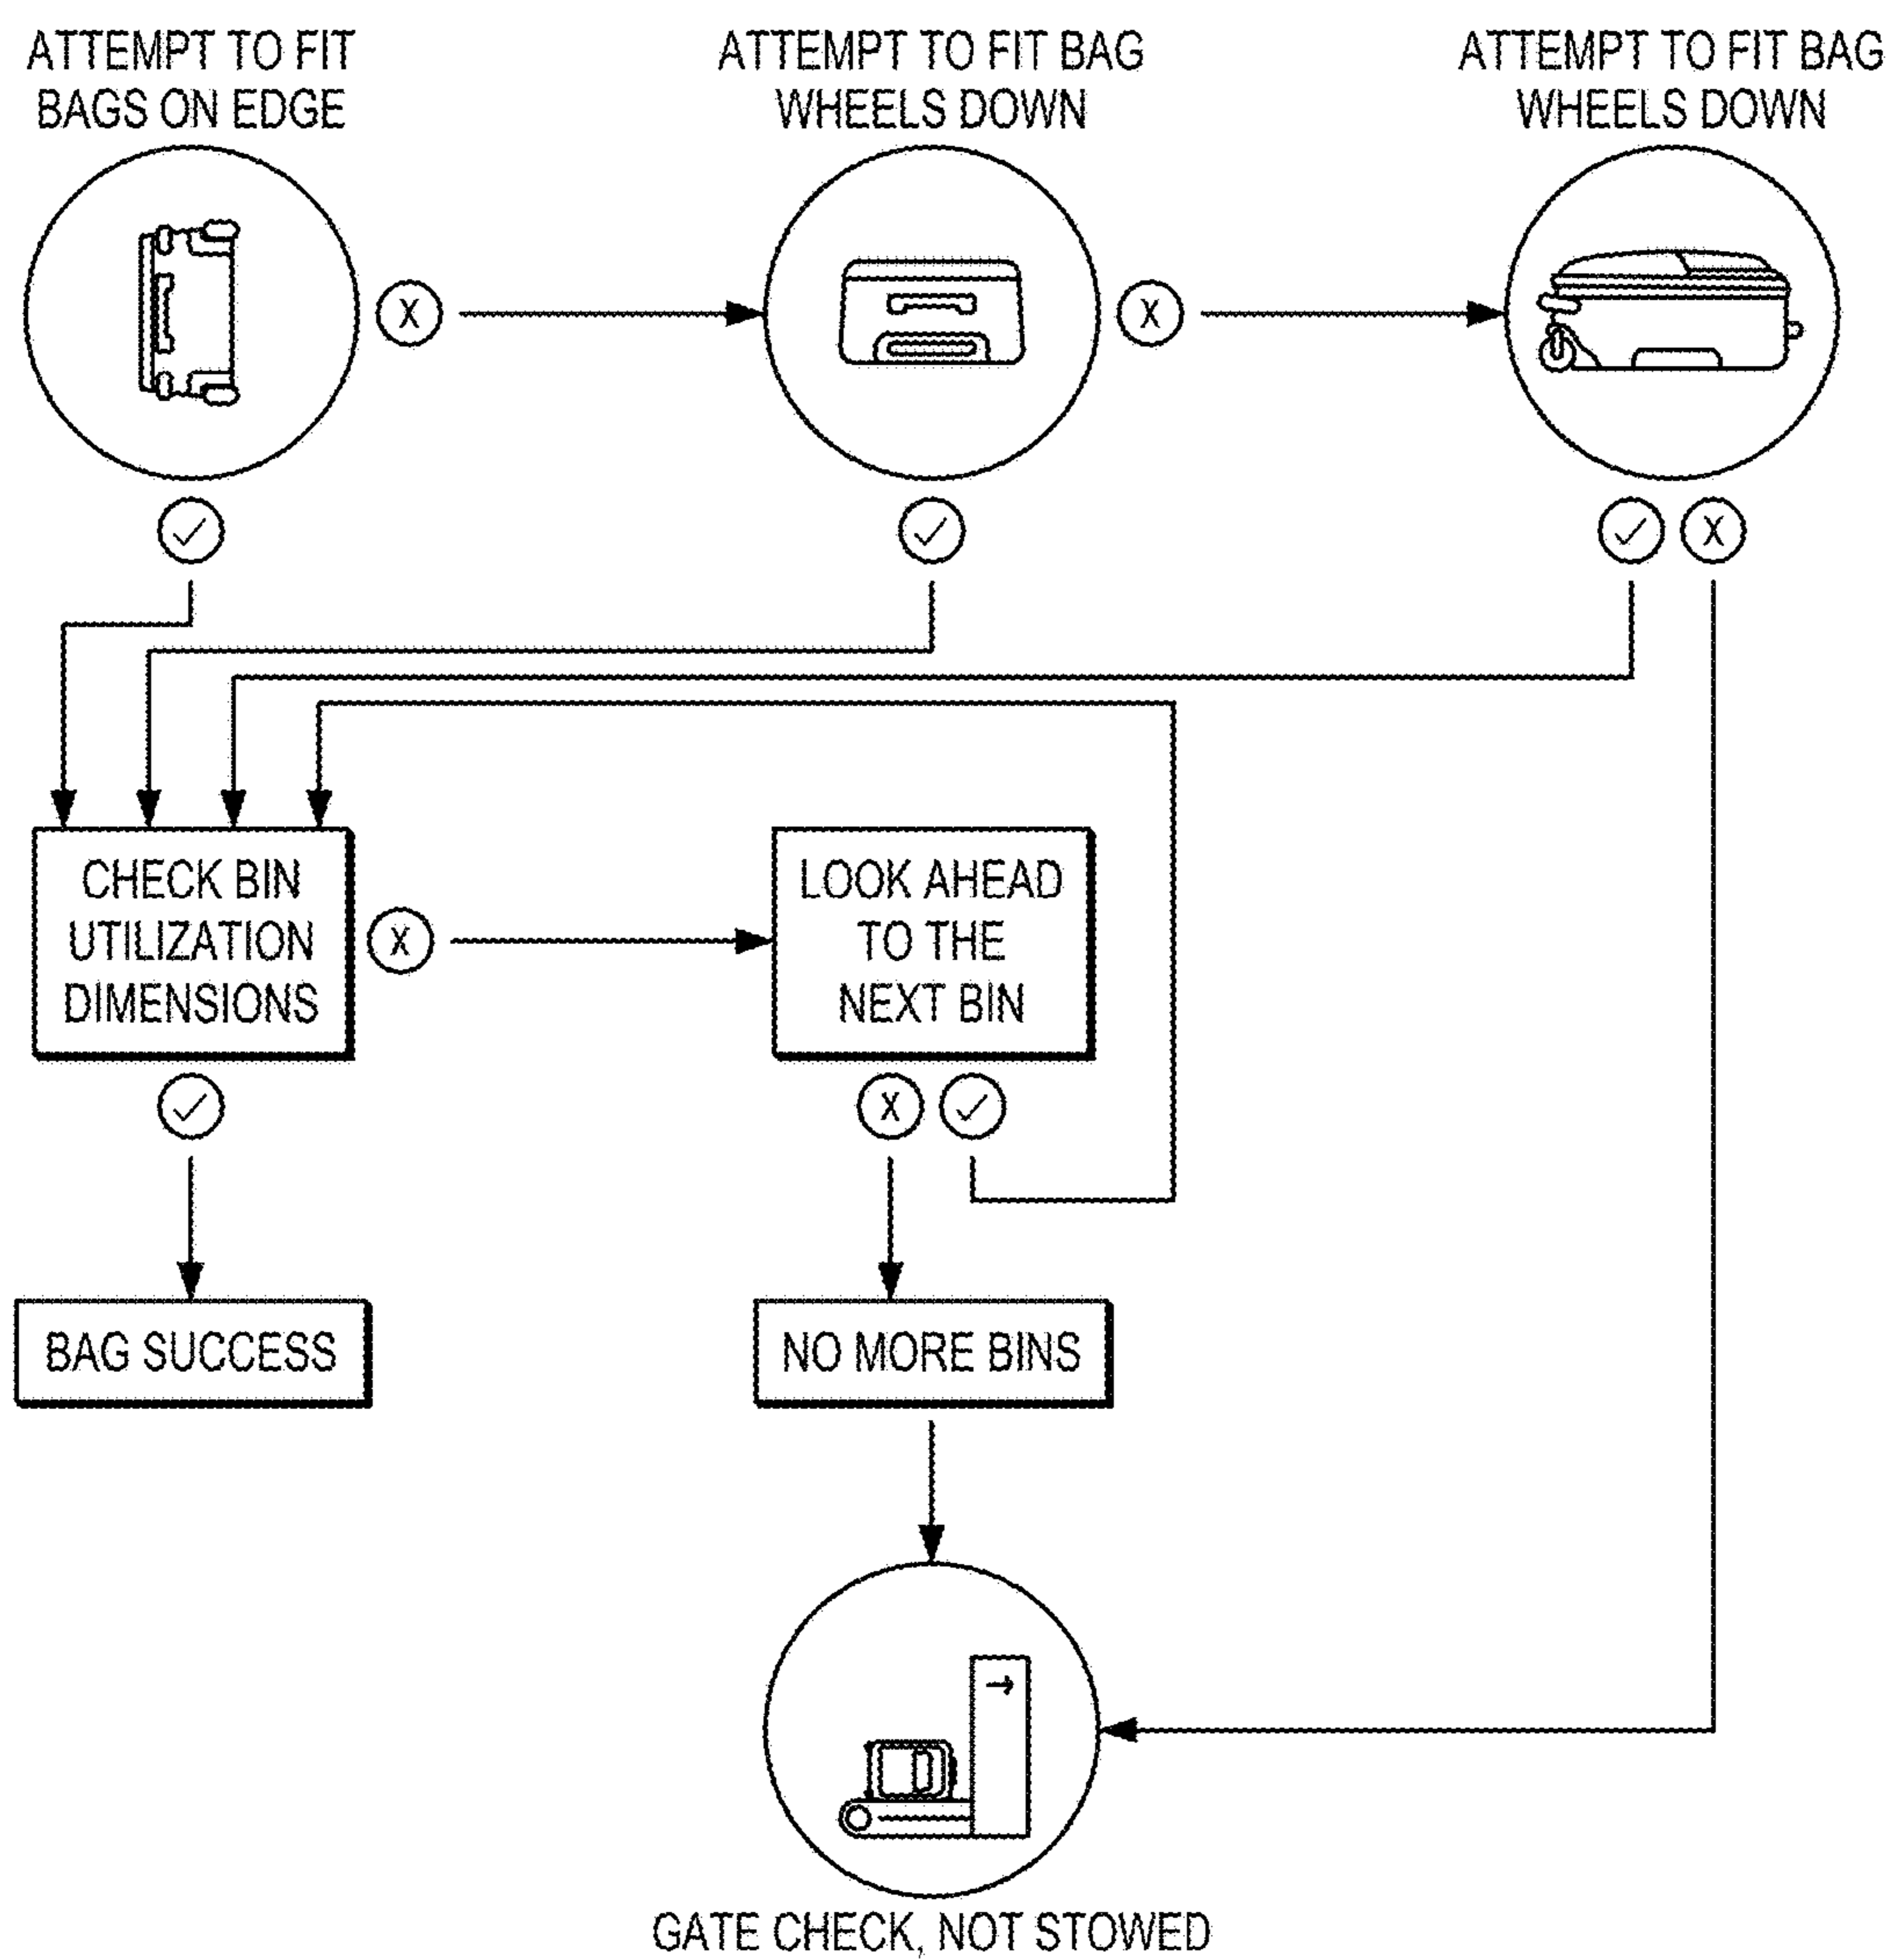 ATTEMPT TO FIT
BAGS ON EDGE
ATTEMPT TO FIT BAG
WHEELS DOWN
ATTEMPT TO FIT BAG
WHEELS DOWN
X
X
X
CHECK BIN
UTILIZATION
DIMENSIONS
X
LOOK AHEAD
TO THE
NEXT BIN
X
BAG SUCCESS
NO MORE BINS
GATE CHECK, NOT STOWED